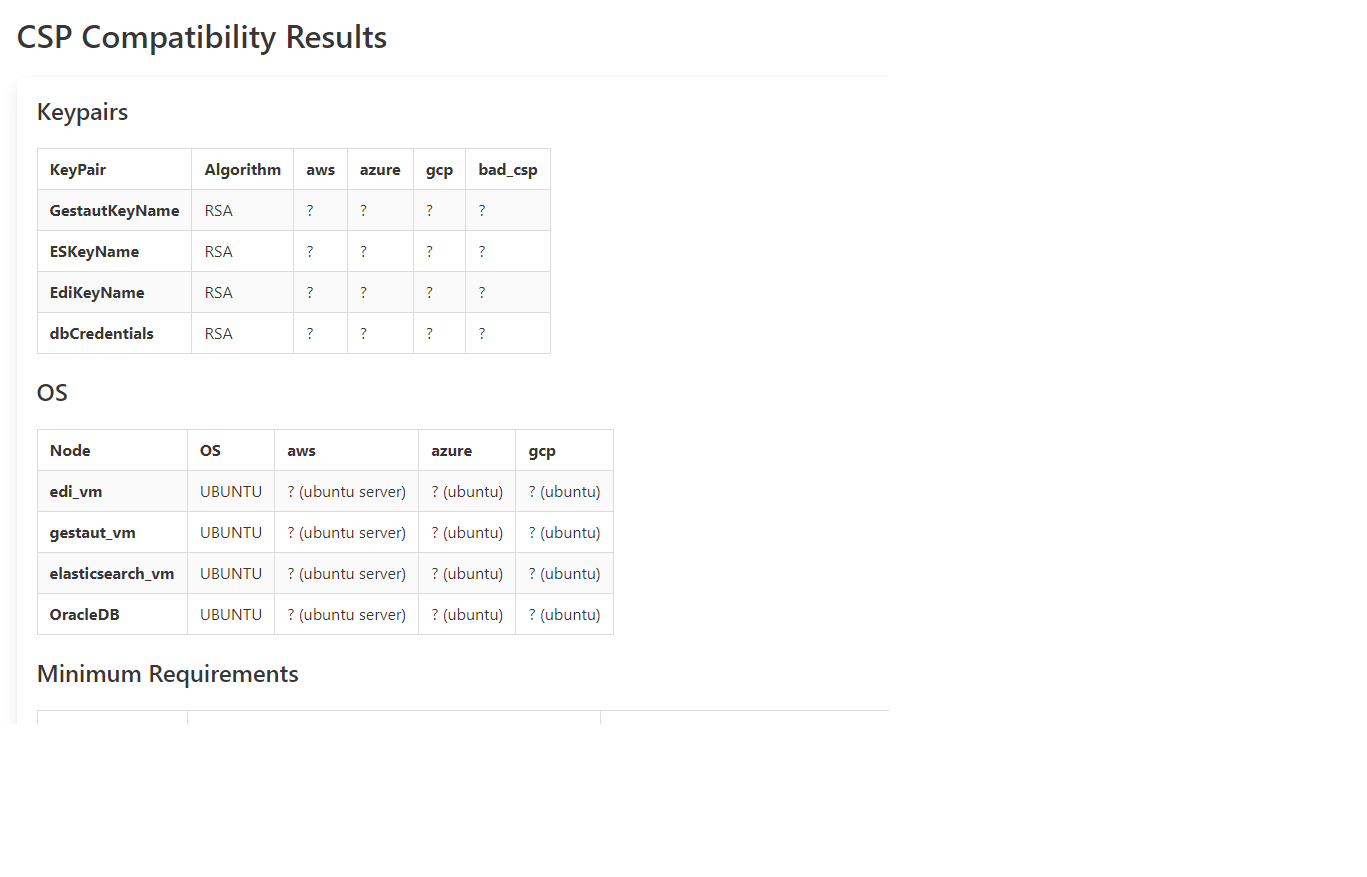 CSP Compatibility Results
Keypairs
KeyPair Algorithm aws azure gcp bad_csp
GestautKeyName RSA ? ? ? ?
ESKeyName RSA ? ? ? ?
EdiKeyName RSA ? ? ? ?
dbCredentials RSA ? ? ? ?
OS
Node OS aws azure gcp
edi_vm UBUNTU ? (ubuntu server) ? (ubuntu) ? (ubuntu)
gestaut_vm UBUNTU ? (ubuntu server) ? (ubuntu) ? (ubuntu)
elasticsearch_vm UBUNTU ? (ubuntu server) ? (ubuntu) ? (ubuntu)
OracleDB UBUNTU ? (ubuntu server) ? (ubuntu) ? (ubuntu)
Minimum Requirements